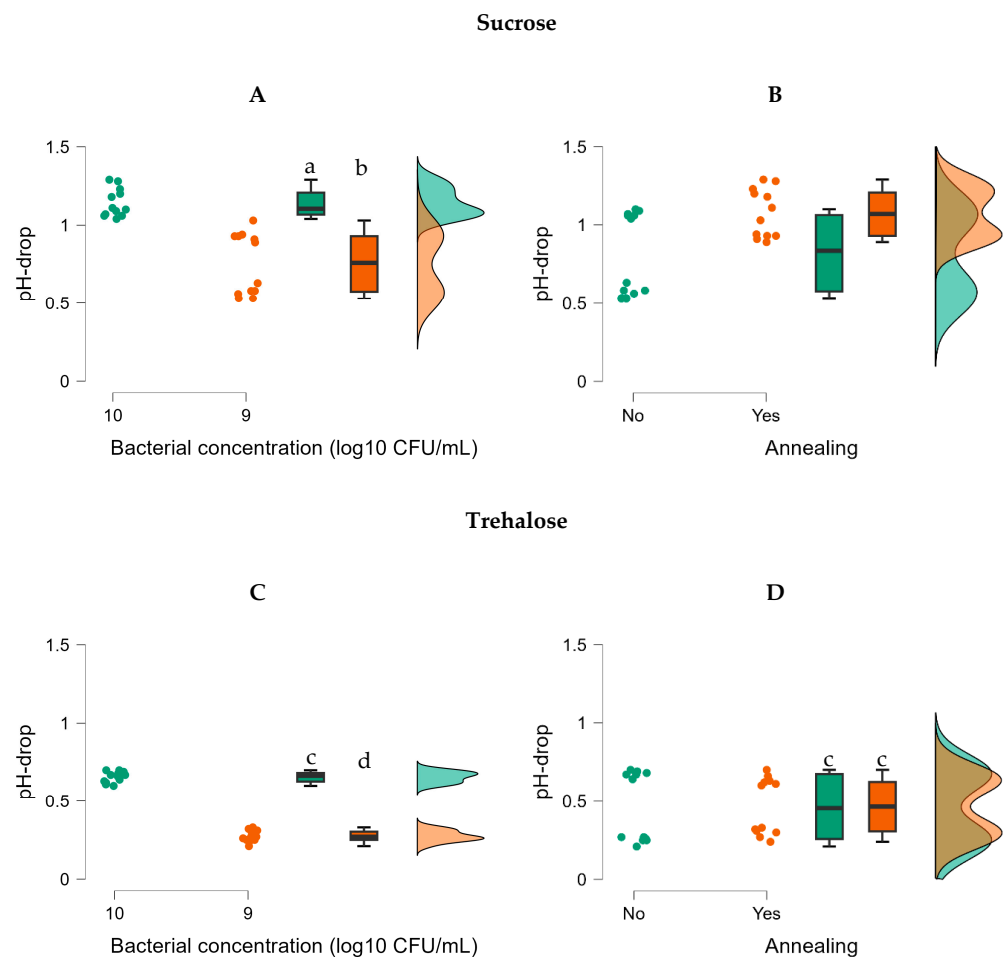 Sucrose
A
B
1.5
1
0.5
0
pH-drop
a
b
10
9
Bacterial concentration (log10 CFU/mL)
1.5
1
0.5
0
pH-drop
No
Yes
Annealing
Trehalose
C
D
1.5
1
0.5
0
pH-drop
c
d
10
9
Bacterial concentration (log10 CFU/mL)
1.5
1
0.5
0
pH-drop
c
c
No
Yes
Annealing